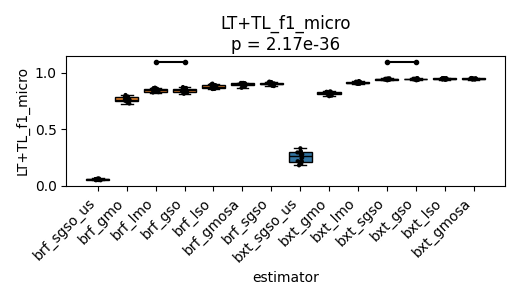 LT+TL_f1_micro
p = 2.17e-36
LT+TL_f1_micro
1.0
0.5
0.0
brf_sgso_us
brf_gmo
brf_lmo
brf_gso
brf_lso
brf_gmosa
brf_sgso
bxt_sgso_us
bxt_gmo
bxt_lmo
bxt_sgso
bxt_gso
bxt_lso
bxt_gmosa
estimator